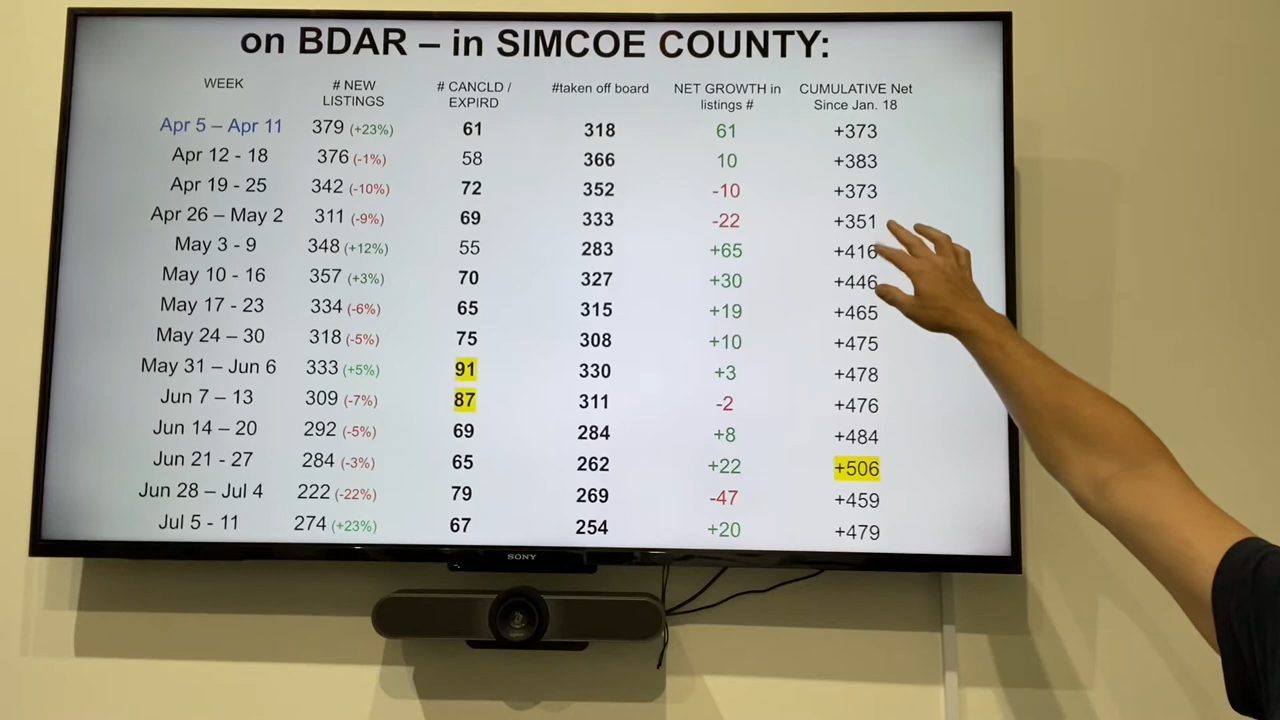 on BDAR – in SIMCOE COUNTY:
WEEK # NEW LISTINGS # CANCLD / EXPIRD #taken off board NET GROWTH in listings # CUMULATIVE Net Since Jan. 18
Apr 5 – Apr 11 379 (+23%) 61 318 61 +373
Apr 12 - 18 376 (-1%) 58 366 10 +383
Apr 19 - 25 342 (-10%) 72 352 -10 +373
Apr 26 – May 2 311 (-9%) 69 333 -22 +351
May 3 - 9 348 (+12%) 55 283 +65 +416
May 10 - 16 357 (+3%) 70 327 +30 +446
May 17 - 23 334 (-6%) 65 315 +19 +465
May 24 – 30 318 (-5%) 75 308 +10 +475
May 31 – Jun 6 333 (+5%) 91 330 +3 +478
Jun 7 – 13 309 (-7%) 87 311 -2 +476
Jun 14 – 20 292 (-5%) 69 284 +8 +484
Jun 21 - 27 284 (-3%) 65 262 +22 +506
Jun 28 – Jul 4 222 (-22%) 79 269 -47 +459
Jul 5 - 11 274 (+23%) 67 254 +20 +479
SONY